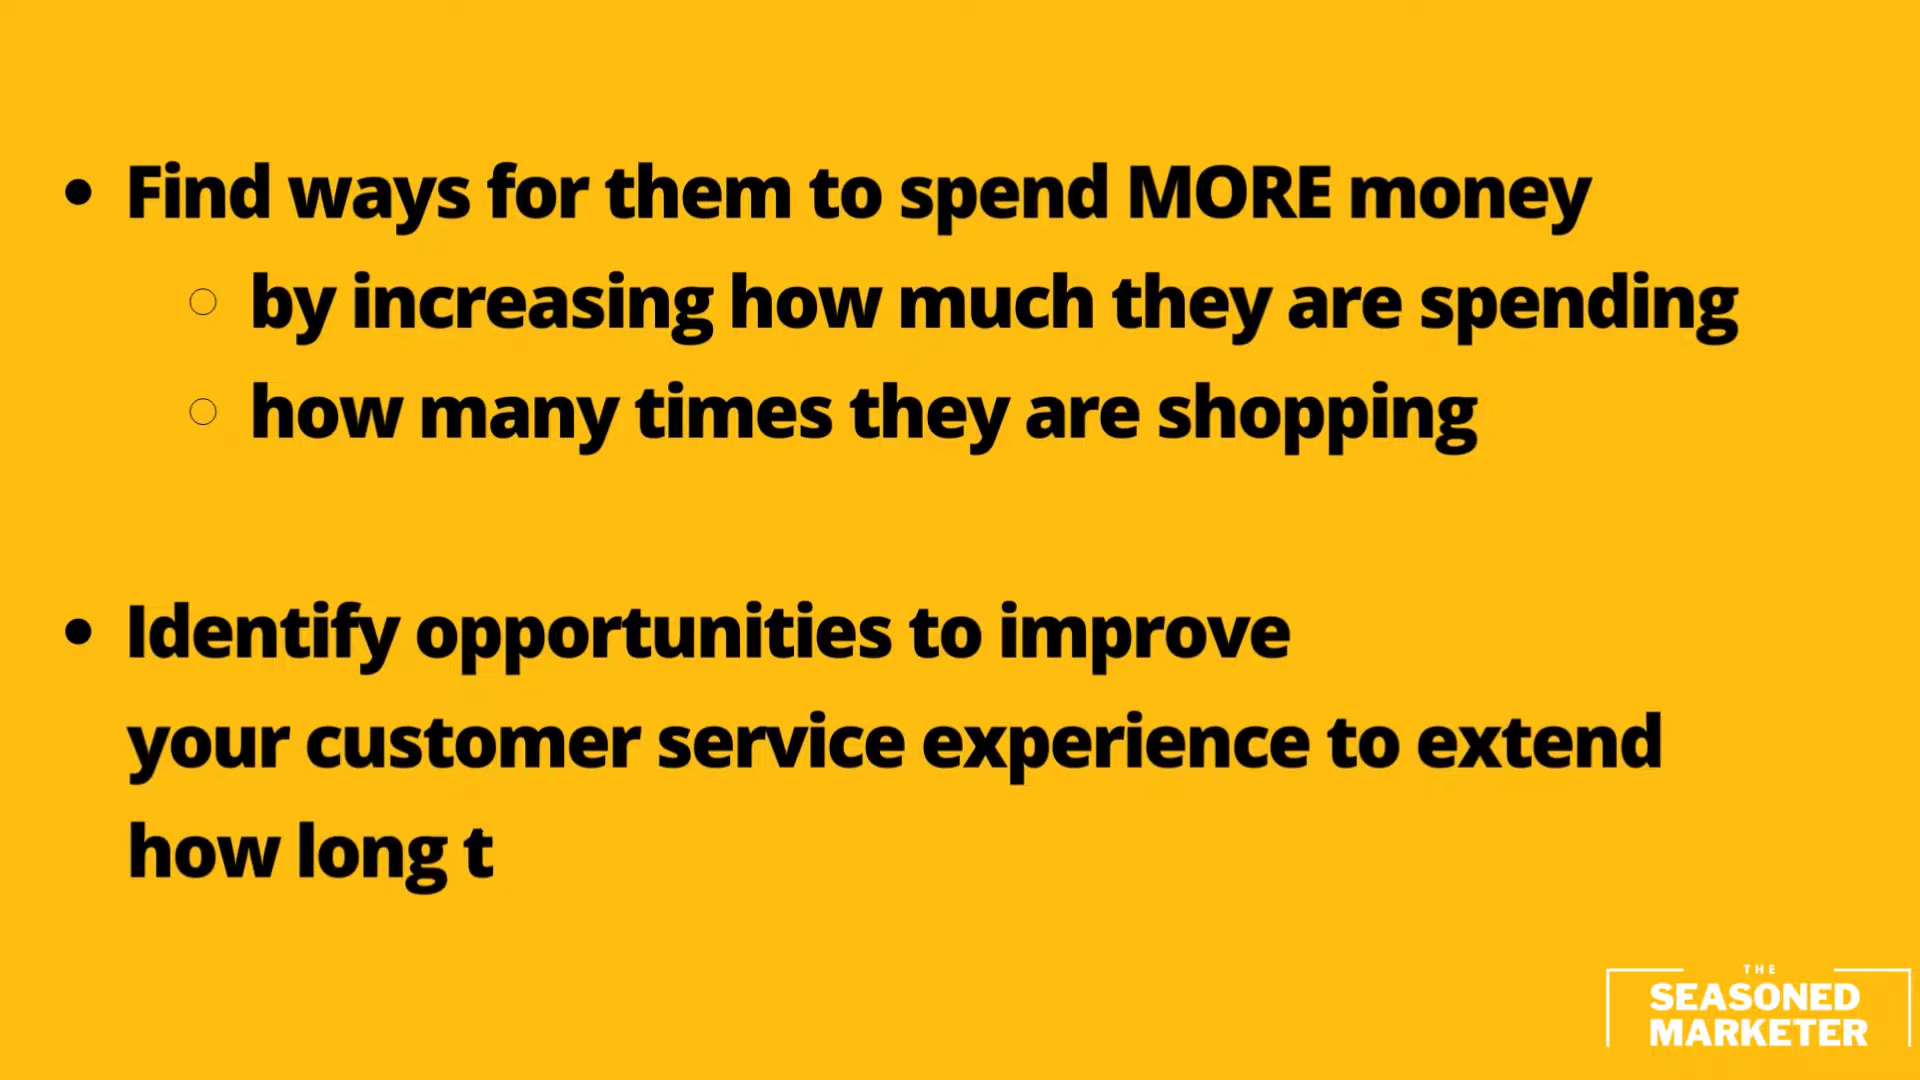 • Find ways for them to spend MORE money
○ by increasing how much they are spending
○ how many times they are shopping
• Identify opportunities to improve
your customer service experience to extend
how long t
THE
SEASONED
MARKETER